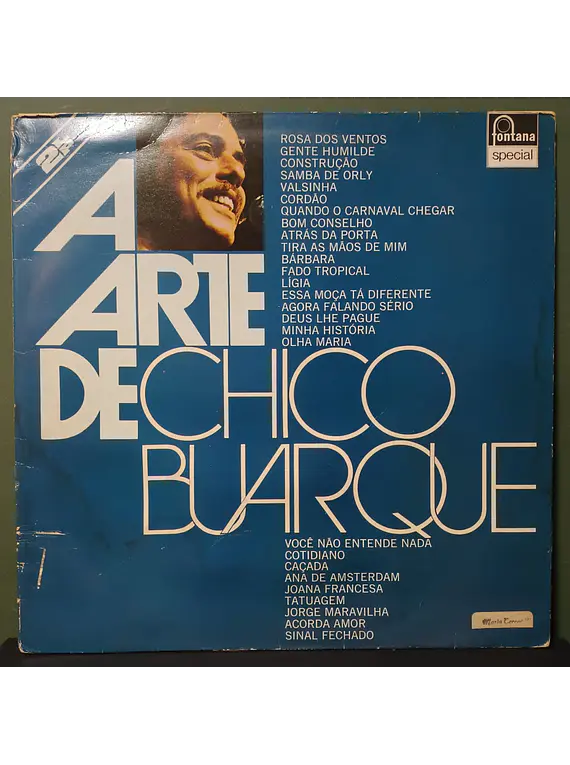 A
ARTE
DE CHICO
BUARQUE
fontana
special
ROSA DOS VENTOS
GENTE HUMILDE
CONSTRUÇÃO
SAMBA DE ORLY
VALSINHA
CORDÃO
QUANDO O CARNAVAL CHEGAR
BOM CONSELHO
ATRÁS DA PORTA
TIRA AS MÃOS DE MIM
BÁRBARA
FADO TROPICAL
LÍGIA
ESSA MOÇA TÁ DIFERENTE
AGORA FALANDO SÉRIO
DEUS LHE PAGUE
MINHA HISTÓRIA
OLHA MARIA
VOCÊ NÃO ENTENDE NADA
COTIDIANO
CAÇADA
ANA DE AMSTERDAM
JOANA FRANCESA
TATUAGEM
JORGE MARAVILHA
ACORDA AMOR
SINAL FECHADO